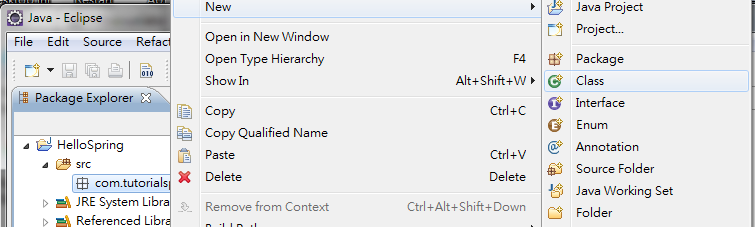 New
Java Project
Java - Eclipse
Project...
File Edit Source Refact
Open in New Window
Open Type Hierarchy F4
Package
Show In Alt+Shift+W
Class
Package Explorer
Copy Ctrl+C
Interface
Copy Qualified Name
Enum
HelloSpring
Paste Ctrl+V
Annotation
src
Delete Delete
Source Folder
com.tutorialsp
Java Working Set
JRE System Libra
Remove from Context Ctrl+Alt+Shift+Down
Folder
Referenced Libra